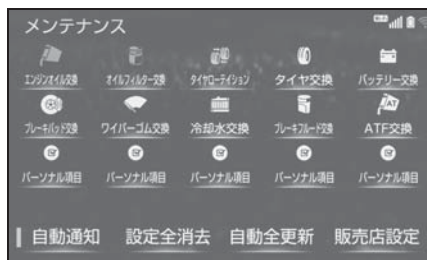 メンテナンス
エンジンオイル交換 オイルフィルター交換 タイヤローテイション タイヤ交換 バッテリー交換
ブレーキパッド交換 ワイパーゴム交換 冷却水交換 ブレーキフルード交換 ATF交換
パーソナル項目 パーソナル項目 パーソナル項目 パーソナル項目 パーソナル項目
自動通知 設定全消去 自動全更新 販売店設定